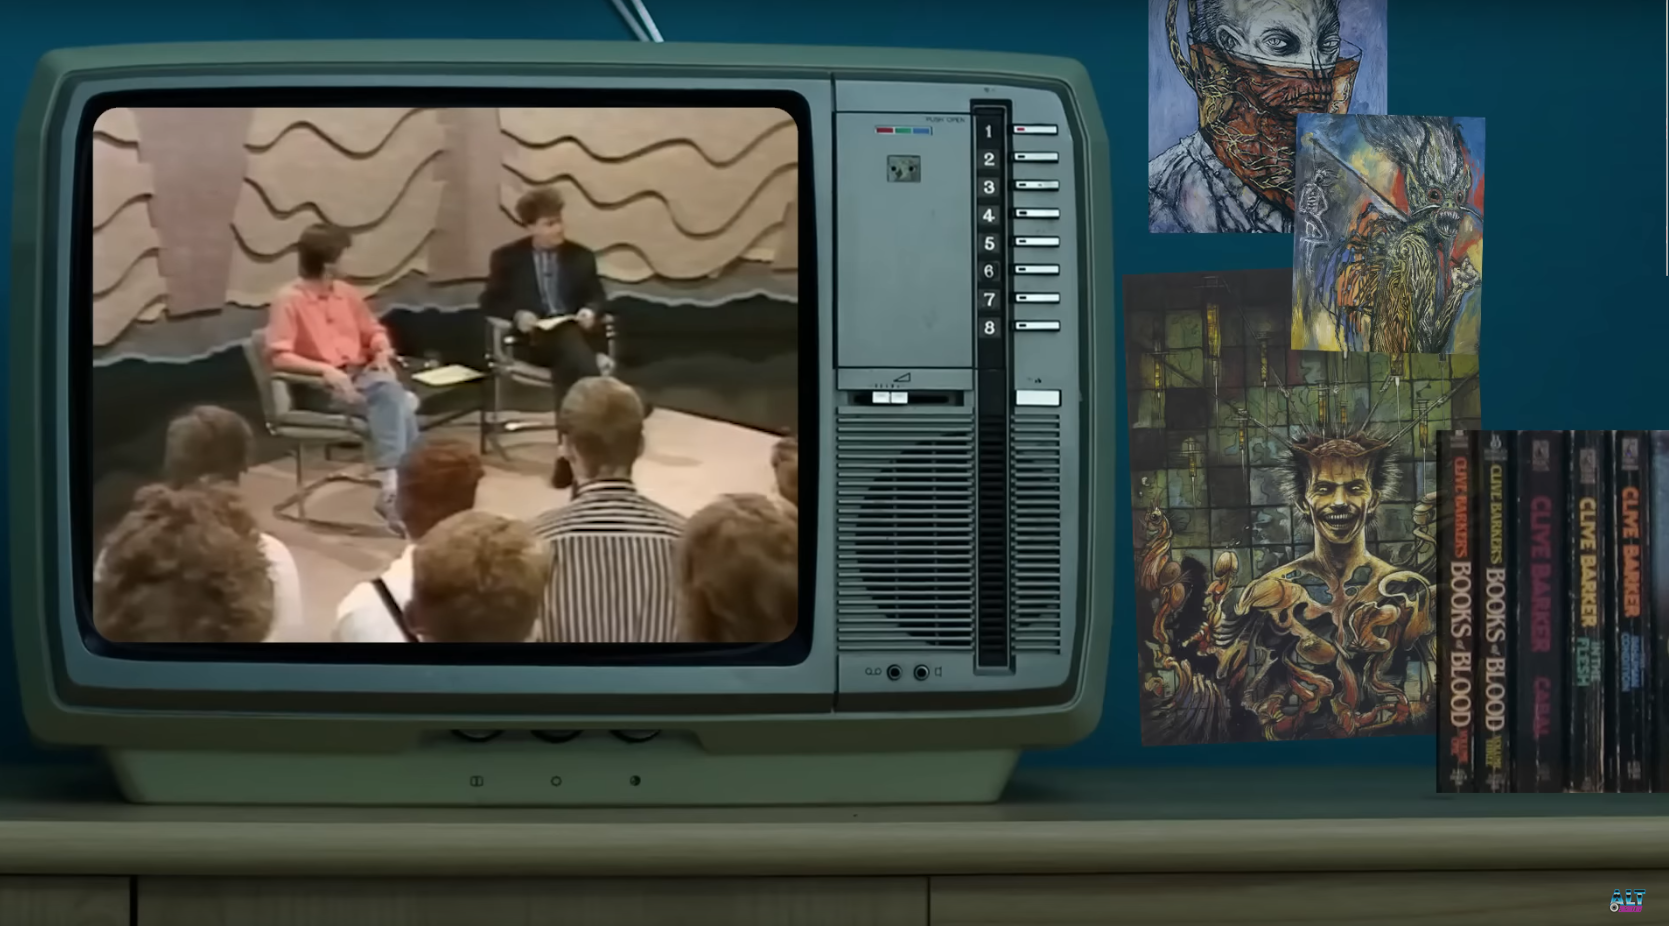 PUSH OPEN
1
2
3
4
5
6
7
8
CLIVE BARKER'S BOOKS of BLOOD
CLIVE BARKER'S BOOKS of BLOOD
CLIVE BARKER CABAL
CLIVE BARKER IN THE FLESH
CLIVE BARKER
ALT